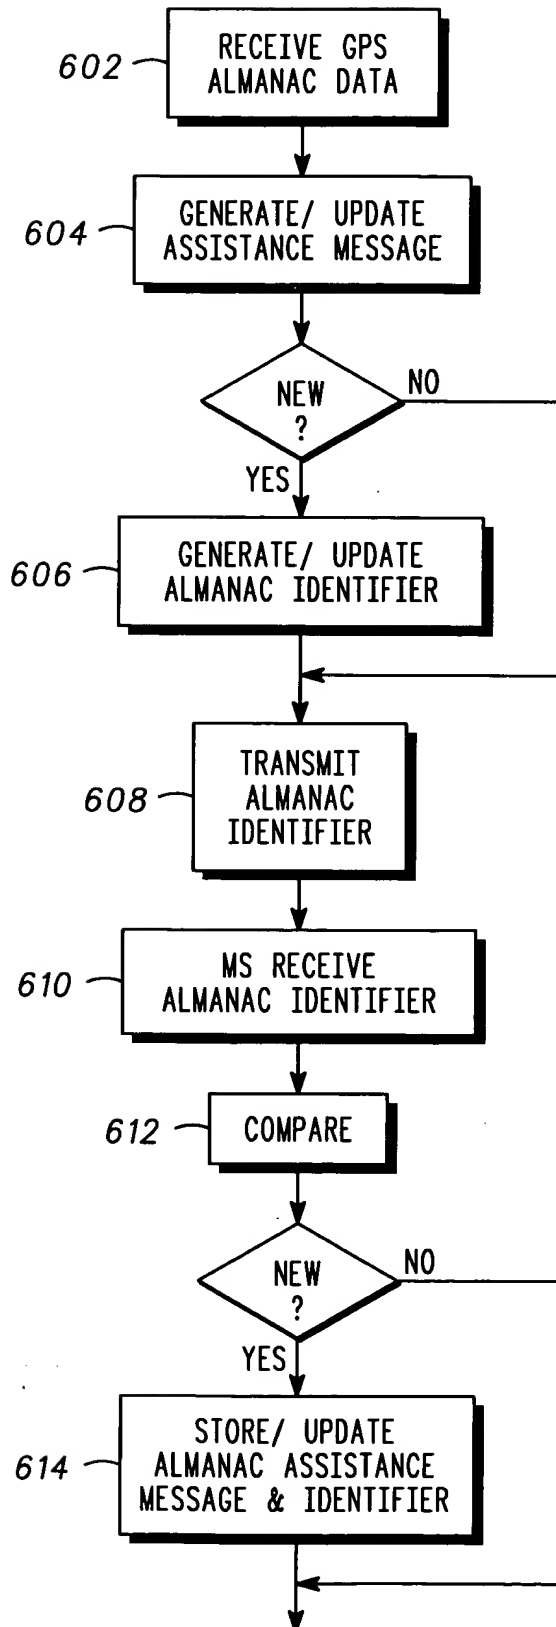 602
RECEIVE GPS
ALMANAC DATA
604
GENERATE/ UPDATE
ASSISTANCE MESSAGE
NEW
?
NO
YES
606
GENERATE/ UPDATE
ALMANAC IDENTIFIER
608
TRANSMIT
ALMANAC
IDENTIFIER
610
MS RECEIVE
ALMANAC IDENTIFIER
612
COMPARE
NEW
?
NO
YES
614
STORE/ UPDATE
ALMANAC ASSISTANCE
MESSAGE & IDENTIFIER